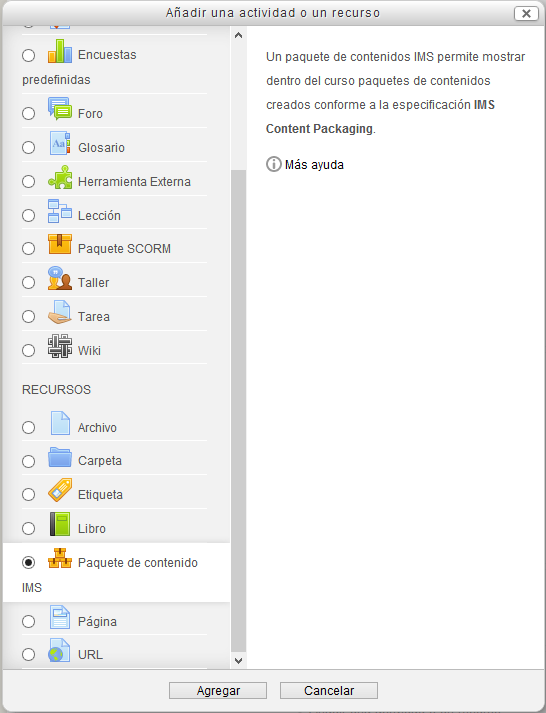 Añadir una actividad o un recurso
Encuestas
predefinidas
Foro
Glosario
Herramienta Externa
Lección
Paquete SCORM
Taller
Tarea
Wiki
RECURSOS
Archivo
Carpeta
Etiqueta
Libro
Paquete de contenido
IMS
Página
URL
Un paquete de contenidos IMS permite mostrar
dentro del curso paquetes de contenidos
creados conforme a la especificación IMS
Content Packaging.
Más ayuda
Agregar
Cancelar